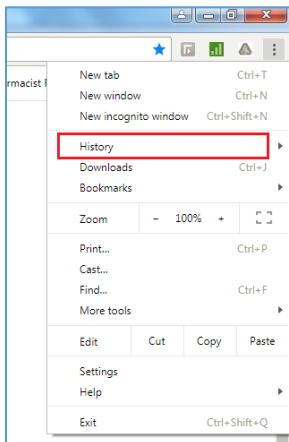 rmacist F
New tab Ctrl+T
New window Ctrl+N
New incognito window Ctrl+Shift+N
History
Downloads Ctrl+J
Bookmarks
Zoom - 100% +
Print... Ctrl+P
Cast...
Find... Ctrl+F
More tools
Edit Cut Copy Paste
Settings
Help
Exit Ctrl+Shift+Q